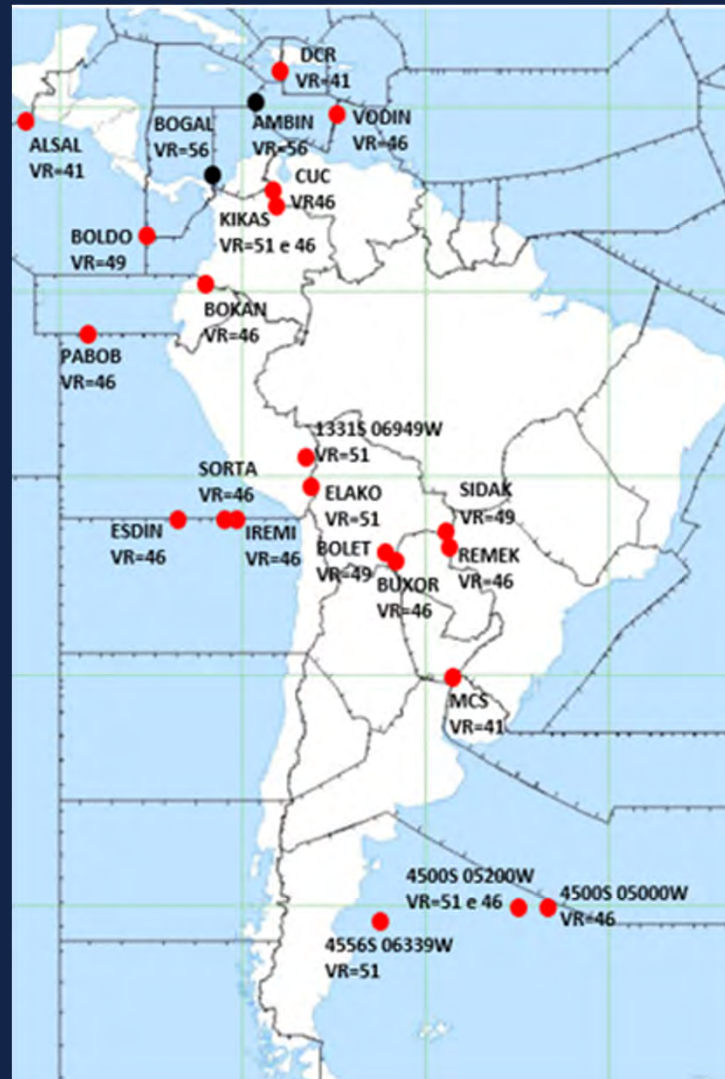 DCR
VR=41
ALSAL
VR=41
BOGAL
VR=56
AMBIN
VR=56
VODIN
VR=46
CUC
VR46
KIKAS
VR=51 e 46
BOLDO
VR=49
BOKAN
VR=46
PABOB
VR=46
1331S 06949W
VR=51
SORTA
VR=46
ELAKO
VR=51
SIDAK
VR=49
ESDIN
VR=46
IREMI
VR=46
BOLET
VR=49
REMEK
VR=46
BUXOR
VR=46
MCS
VR=41
4500S 05200W
VR=51 e 46
4500S 05000W
VR=46
4556S 06339W
VR=51